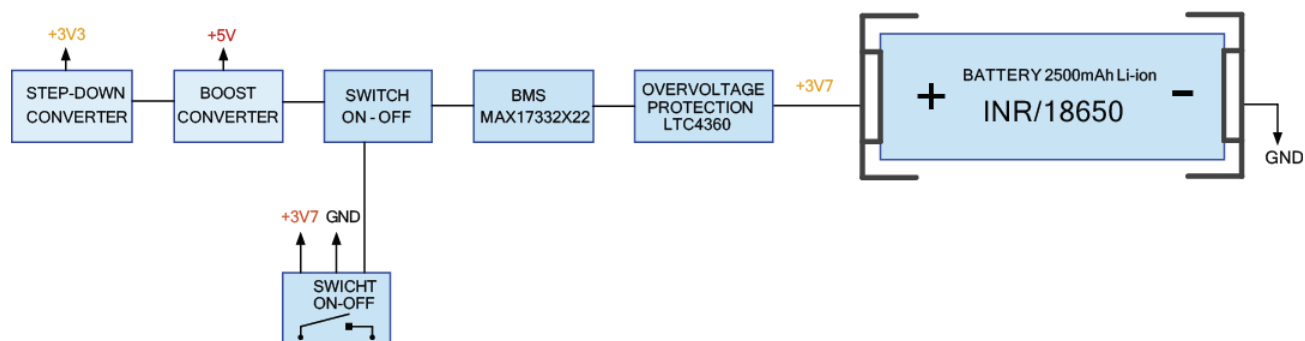 +3V3
+5V
STEP-DOWN
CONVERTER
BOOST
CONVERTER
SWITCH
ON - OFF
BMS
MAX17332X22
OVERVOLTAGE
PROTECTION
LTC4360
+3V7
+
BATTERY 2500mAh Li-ion
INR/18650
-
GND
+3V7
GND
SWICHT
ON-OFF